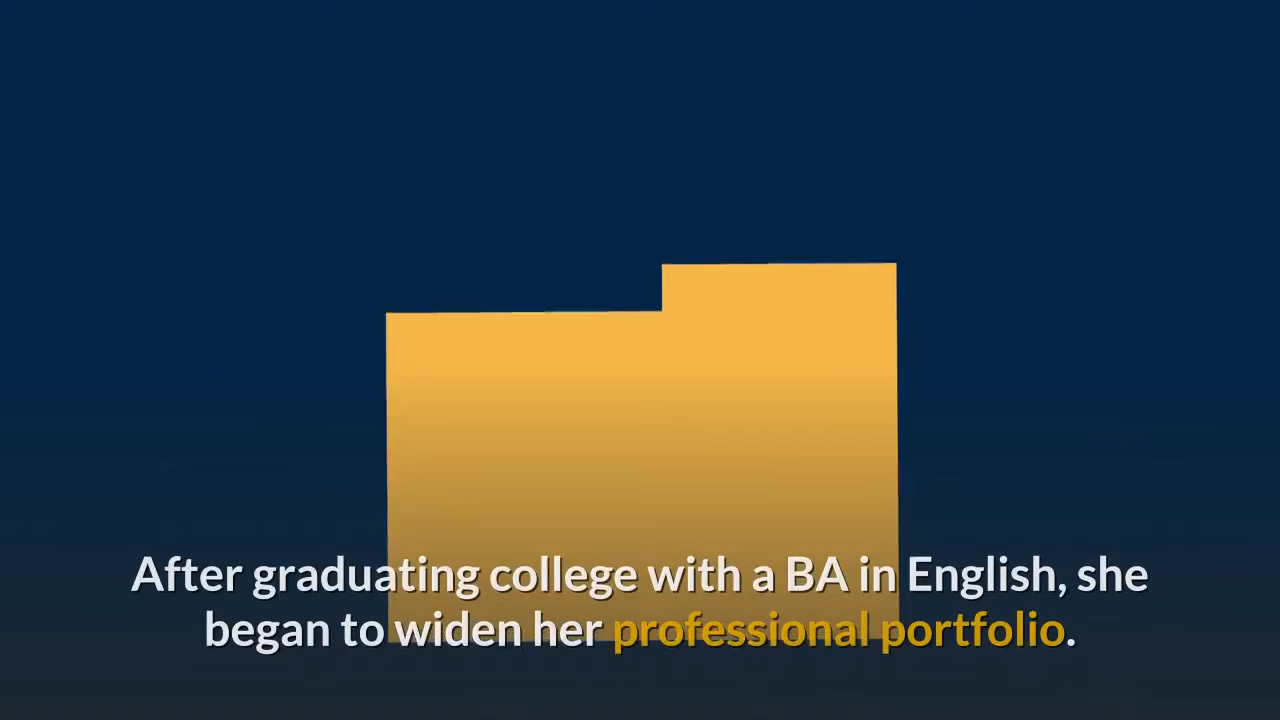 After graduating college with a BA in English, she
began to widen her professional portfolio.